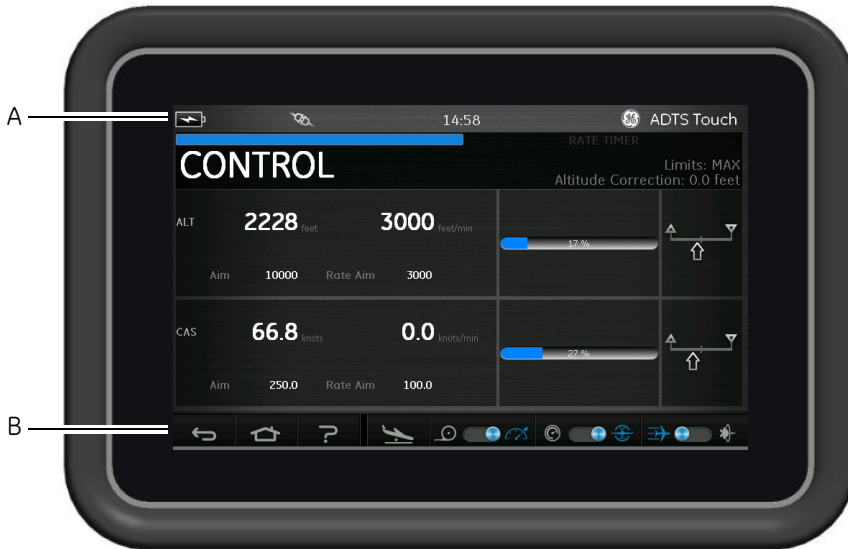 A
14:58 ADTS Touch
RATE TIMER
CONTROL
Limits: MAX
Altitude Correction: 0.0 feet
ALT 2228 feet 3000 feet/min
17 %
Aim 10000 Rate Aim 3000
CAS 66.8 knots 0.0 knots/min
27 %
Aim 250.0 Rate Aim 100.0
B